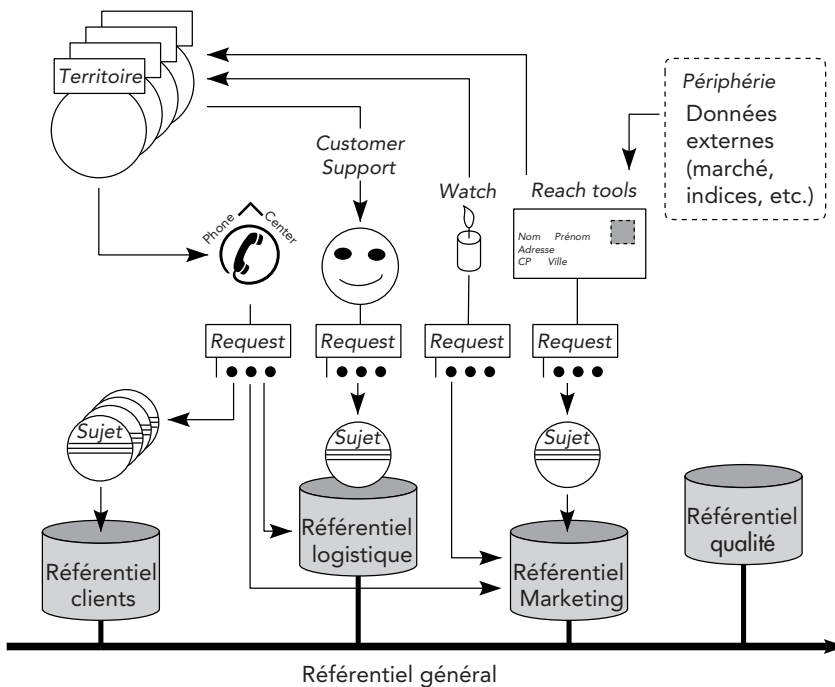 Territoire
Périphérie
Données
externes
(marché,
indices, etc.)
Customer
Support
Watch
Reach tools
Phone Center
Nom Prénom
Adresse
CP Ville
Request
Request
Request
Request
Sujet
Sujet
Sujet
Référentiel
clients
Référentiel
logistique
Référentiel
Marketing
Référentiel
qualité
Référentiel général